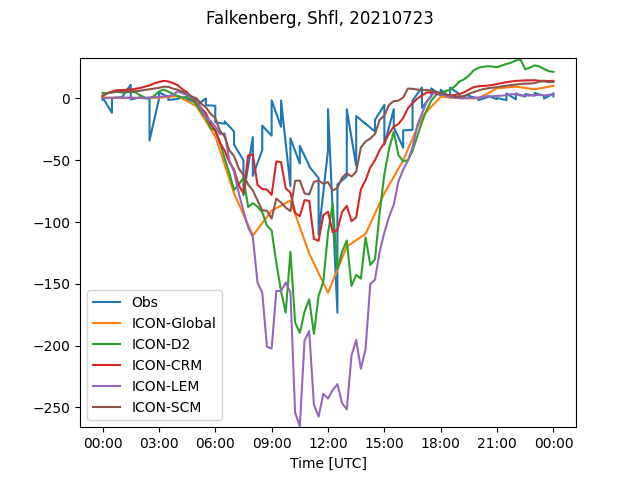 Falkenberg, Shfl, 20210723
0
−50
−100
−150
−200
−250
Obs
ICON-Global
ICON-D2
ICON-CRM
ICON-LEM
ICON-SCM
00:00 03:00 06:00 09:00 12:00 15:00 18:00 21:00 00:00
Time [UTC]